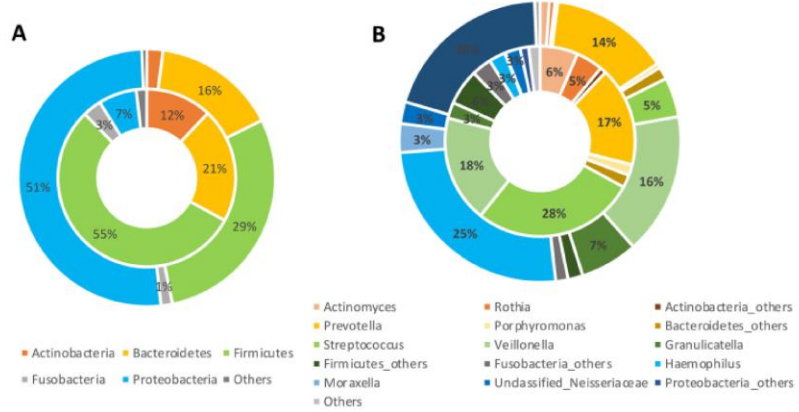 A
B
16%
12%
7%
3%
21%
51%
55%
29%
1%
14%
6%
5%
3%
3%
3%
5%
17%
3%
3%
3%
18%
16%
28%
25%
7%
Actinobacteria Bacteroidetes Firmicutes
Fusobacteria Proteobacteria Others
Actinomyces Rothia Actinobacteria_others
Prevotella Porphyromonas Bacteroidetes_others
Streptococcus Veillonella Granulicatella
Firmicutes_others Fusobacteria_others Haemophilus
Moraxella Unclassified_Neisseriaceae Proteobacteria_others
Others